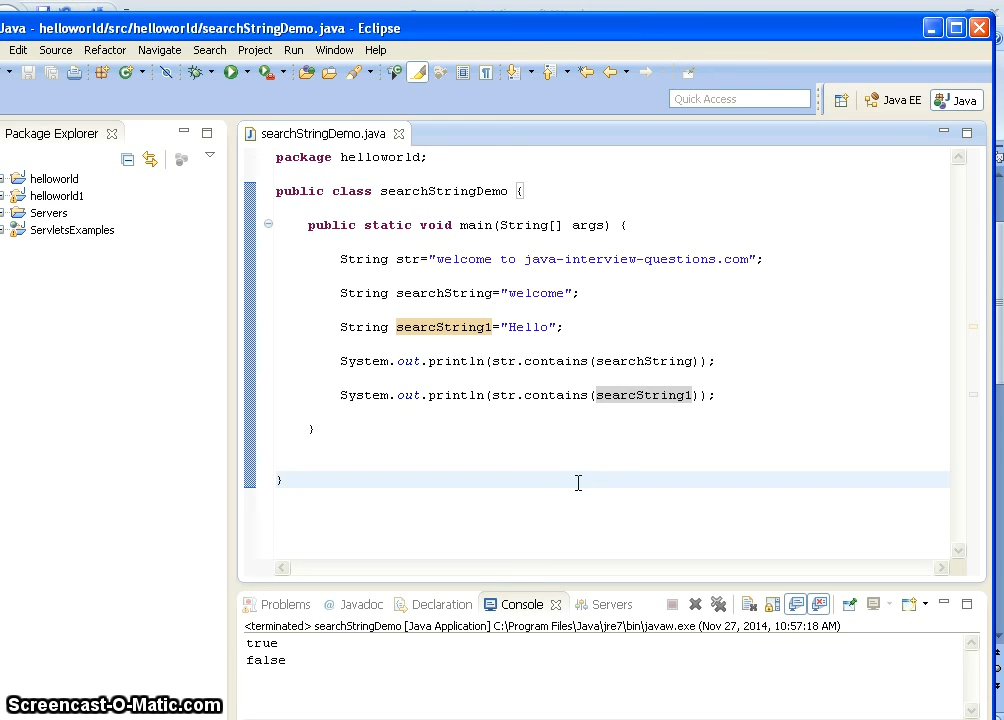 Java - helloworld/src/helloworld/searchStringDemo.java - Eclipse
Edit Source Refactor Navigate Search Project Run Window Help
Quick Access
Java EE
Java
Package Explorer
helloworld
helloworld1
Servers
ServletsExamples
searchStringDemo.java
package helloworld;
public class searchStringDemo {
public static void main(String[] args) {
String str="welcome to java-interview-questions.com";
String searchString="welcome";
String searcString1="Hello";
System.out.println(str.contains(searchString));
System.out.println(str.contains(searcString1));
}
}
Problems @ Javadoc Declaration Console Servers
<terminated> searchStringDemo [Java Application] C:\Program Files\Java\jre7\bin\javaw.exe (Nov 27, 2014, 10:57:18 AM)
true
false
Screencast-O-Matic.com